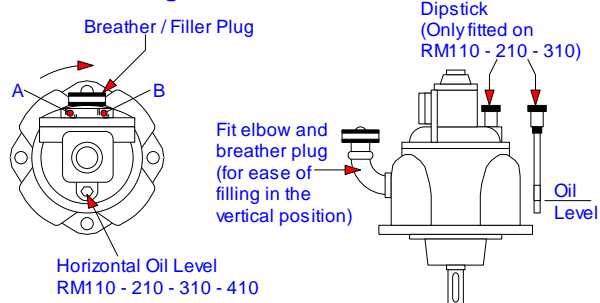 Breather / Filler Plug
A
B
Horizontal Oil Level
RM110 - 210 - 310 - 410
Dipstick
(Only fitted on
RM110 - 210 - 310)
Fit elbow and
breather plug
(for ease of
filling in the
vertical position)
Oil
Level